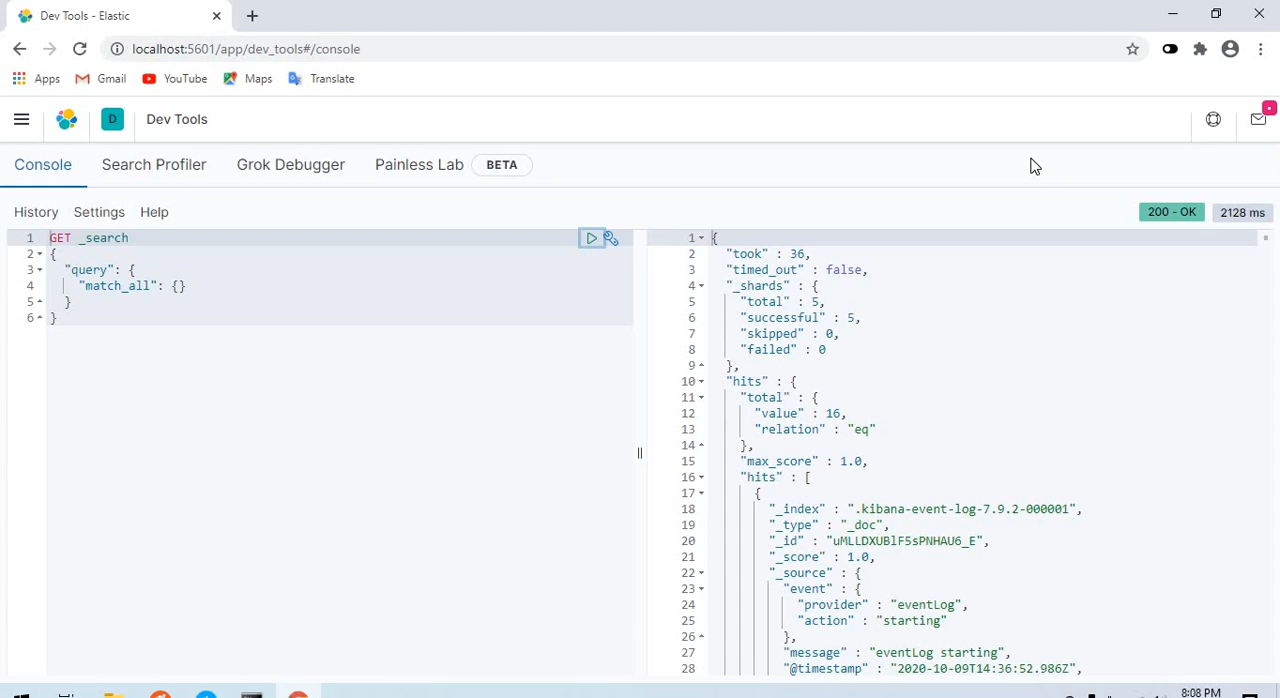 Dev Tools - Elastic
localhost:5601/app/dev_tools#/console
Apps Gmail YouTube Maps Translate
D Dev Tools
Console Search Profiler Grok Debugger Painless Lab BETA
History Settings Help 200 - OK 2128 ms
1 GET _search
2 {
3 "query": {
4 "match_all": {}
5 }
6 }
1 {
2 "took" : 36,
3 "timed_out" : false,
4 "_shards" : {
5 "total" : 5,
6 "successful" : 5,
7 "skipped" : 0,
8 "failed" : 0
9 },
10 "hits" : {
11 "total" : {
12 "value" : 16,
13 "relation" : "eq"
14 },
15 "max_score" : 1.0,
16 "hits" : [
17 {
18 "_index" : ".kibana-event-log-7.9.2-000001",
19 "_type" : "_doc",
20 "_id" : "uMLLDXUBlF5sPNHAU6_E",
21 "_score" : 1.0,
22 "_source" : {
23 "event" : {
24 "provider" : "eventLog",
25 "action" : "starting"
26 },
27 "message" : "eventLog starting",
28 "@timestamp" : "2020-10-09T14:36:52.986Z",
8:08 PM